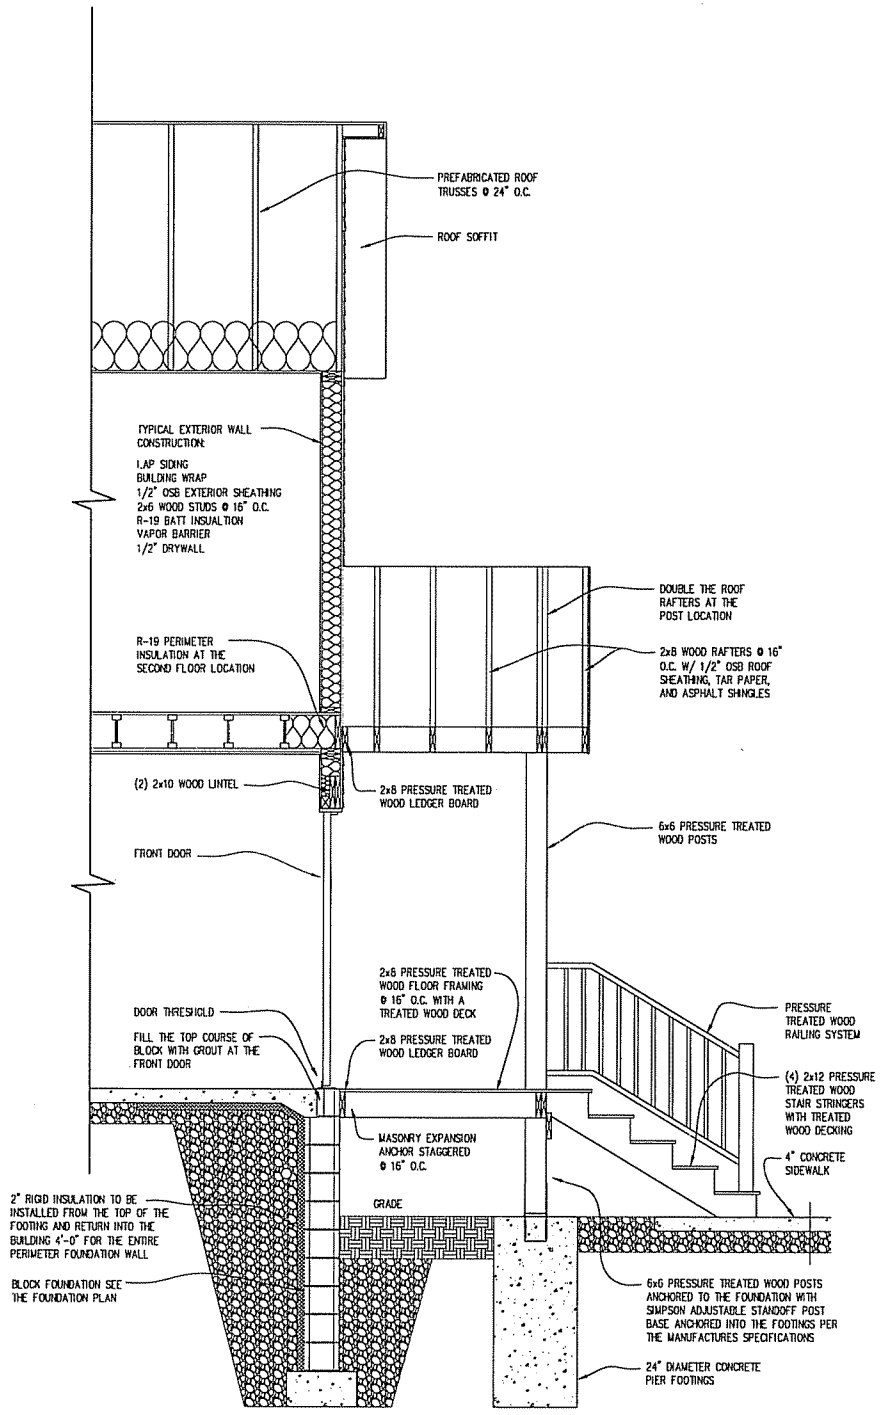 PREFABRICATED ROOF
TRUSSES @ 24" O.C.
ROOF SOFFIT
TYPICAL EXTERIOR WALL
CONSTRUCTION:
LAP SIDING
BUILDING WRAP
1/2" OSB EXTERIOR SHEATHING
2x6 WOOD STUDS @ 16" O.C.
R-19 BATT INSUALTION
VAPOR BARRIER
1/2" DRYWALL
DOUBLE THE ROOF
RAFTERS AT THE
POST LOCATION
R-19 PERIMETER
INSULATION AT THE
SECOND FLOOR LOCATION
2x8 WOOD RAFTERS @ 16"
O.C. W/ 1/2" OSB ROOF
SHEATHING, TAR PAPER,
AND ASPHALT SHINGLES
(2) 2x10 WOOD LINTEL
2x8 PRESSURE TREATED
WOOD LEDGER BOARD
6x6 PRESSURE TREATED
WOOD POSTS
FRONT DOOR
2x8 PRESSURE TREATED
WOOD FLOOR FRAMING
@ 16" O.C. WITH A
TREATED WOOD DECK
DOOR THRESHOLD
PRESSURE
TREATED WOOD
RAILING SYSTEM
FILL THE TOP COURSE OF
BLOCK WITH GROUT AT THE
FRONT DOOR
2x8 PRESSURE TREATED
WOOD LEDGER BOARD
(4) 2x12 PRESSURE
TREATED WOOD
STAIR STRINGERS
WITH TREATED
WOOD DECKING
MASONRY EXPANSION
ANCHOR STAGGERED
@ 16" O.C.
4" CONCRETE
SIDEWALK
GRADE
2" RIGID INSULATION TO BE
INSTALLED FROM THE TOP OF THE
FOOTING AND RETURN INTO THE
BUILDING 4'-0" FOR THE ENTIRE
PERIMETER FOUNDATION WALL
BLOCK FOUNDATION SEE
THE FOUNDATION PLAN
6x6 PRESSURE TREATED WOOD POSTS
ANCHORED TO THE FOUNDATION WITH
SIMPSON ADJUSTABLE STANDOFF POST
BASE ANCHORED INTO THE FOOTINGS PER
THE MANUFACTURES SPECIFICATIONS
24" DIAMETER CONCRETE
PIER FOOTINGS